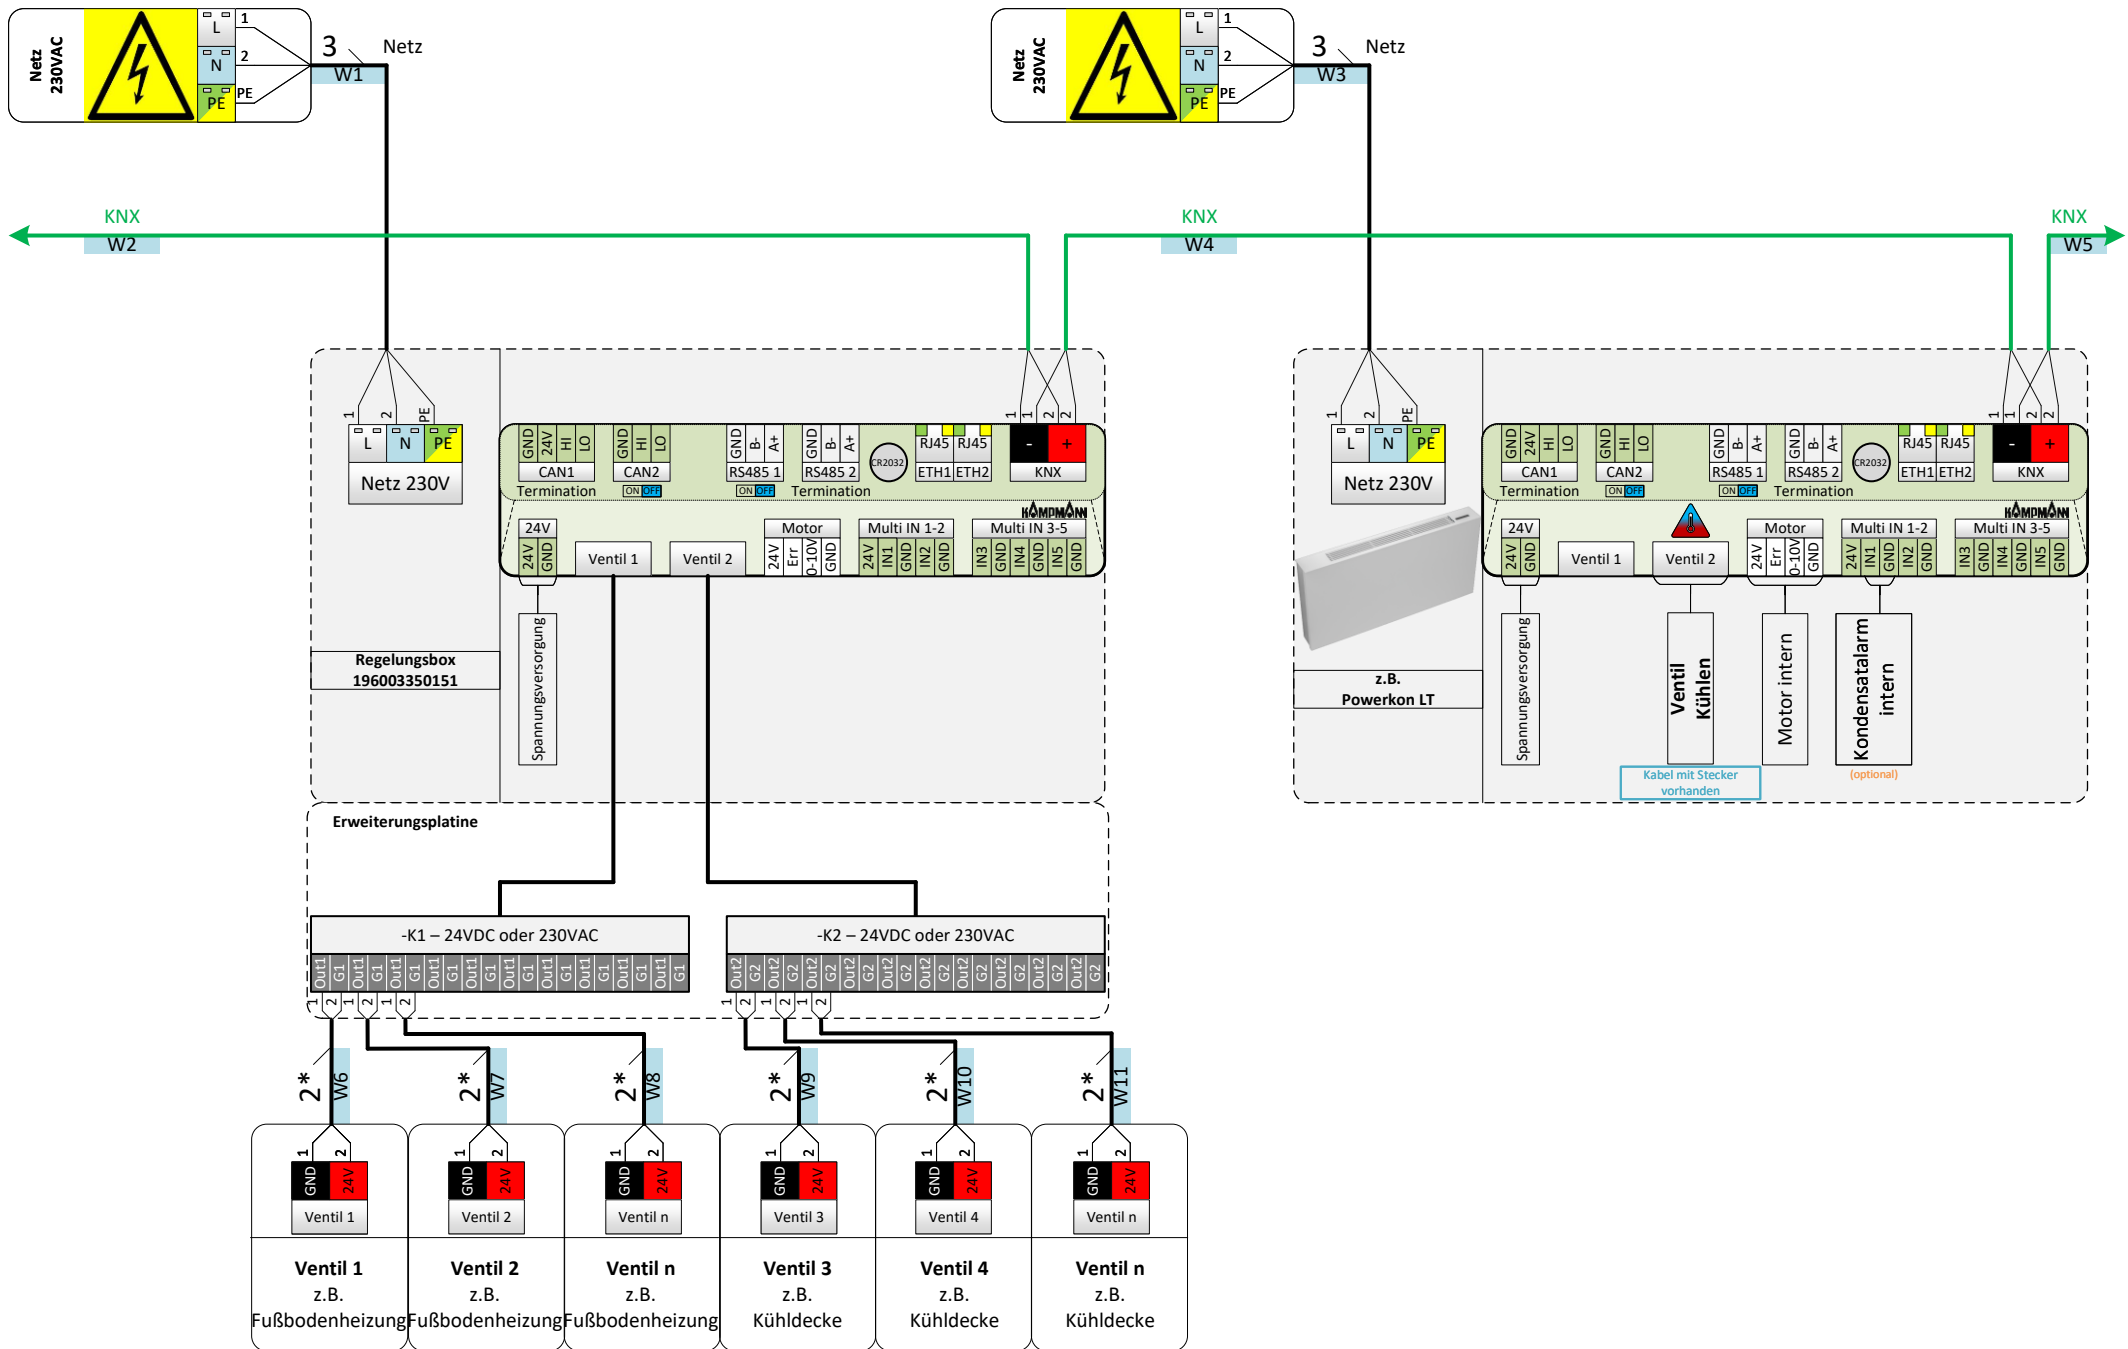 Netz
230VAC
L
N
PE
1
2
PE
3
Netz
W1
Netz
230VAC
L
N
PE
1
2
PE
3
Netz
W3
KNX
W2
KNX
W4
KNX
W5
1
2
PE
L
N
PE
Netz 230V
GND
24V
HI
LO
CAN1
GND
HI
LO
CAN2
GND
B-
A+
RS485 1
GND
B-
A+
RS485 2
CR2032
RJ45
RJ45
ETH1
ETH2
1
1
2
2
-
+
KNX
Termination
ON OFF
ON OFF
Termination
KAMPMANN
24V
24V
GND
Ventil 1
Ventil 2
Motor
24V
Err
0-10V
GND
Multi IN 1-2
24V
IN1
GND
IN2
GND
Multi IN 3-5
IN3
GND
IN4
GND
IN5
GND
Spannungsversorgung
Regelungsbox
196003350151
1
2
PE
L
N
PE
Netz 230V
GND
24V
HI
LO
CAN1
GND
HI
LO
CAN2
GND
B-
A+
RS485 1
GND
B-
A+
RS485 2
CR2032
RJ45
RJ45
ETH1
ETH2
1
1
2
2
-
+
KNX
Termination
ON OFF
ON OFF
Termination
KAMPMANN
24V
24V
GND
Ventil 1
Ventil 2
Motor
24V
Err
0-10V
GND
Multi IN 1-2
24V
IN1
GND
IN2
GND
Multi IN 3-5
IN3
GND
IN4
GND
IN5
GND
z.B.
Powerkon LT
Spannungsversorgung
Ventil
Kühlen
Motor intern
Kondensatalarm
intern
Kabel mit Stecker
vorhanden
(optional)
Erweiterungsplatine
-K1 – 24VDC oder 230VAC
Out1 G1 Out1 G1 Out1 G1 Out1 G1 Out1 G1 Out1 G1 Out1 G1 Out1 G1 Out1 G1 Out1 G1
-K2 – 24VDC oder 230VAC
Out2 G2 Out2 G2 Out2 G2 Out2 G2 Out2 G2 Out2 G2 Out2 G2 Out2 G2 Out2 G2 Out2 G2
1 2 1 2 1 2
1 2 1 2 1 2
2*
W6
2*
W7
2*
W8
2*
W9
2*
W10
2*
W11
1 2
GND 24V
Ventil 1
1 2
GND 24V
Ventil 2
1 2
GND 24V
Ventil n
1 2
GND 24V
Ventil 3
1 2
GND 24V
Ventil 4
1 2
GND 24V
Ventil n
Ventil 1
z.B.
Fußbodenheizung
Ventil 2
z.B.
Fußbodenheizung
Ventil n
z.B.
Fußbodenheizung
Ventil 3
z.B.
Kühldecke
Ventil 4
z.B.
Kühldecke
Ventil n
z.B.
Kühldecke